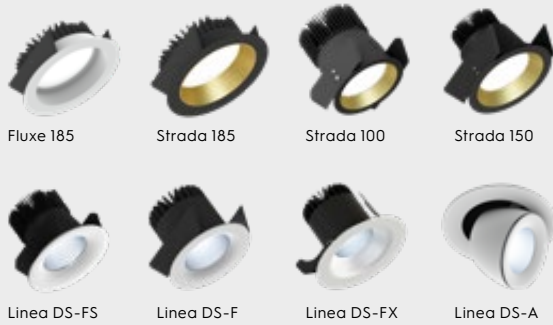 Fluxe 185
Strada 185
Strada 100
Strada 150
Linea DS-FS
Linea DS-F
Linea DS-FX
Linea DS-A